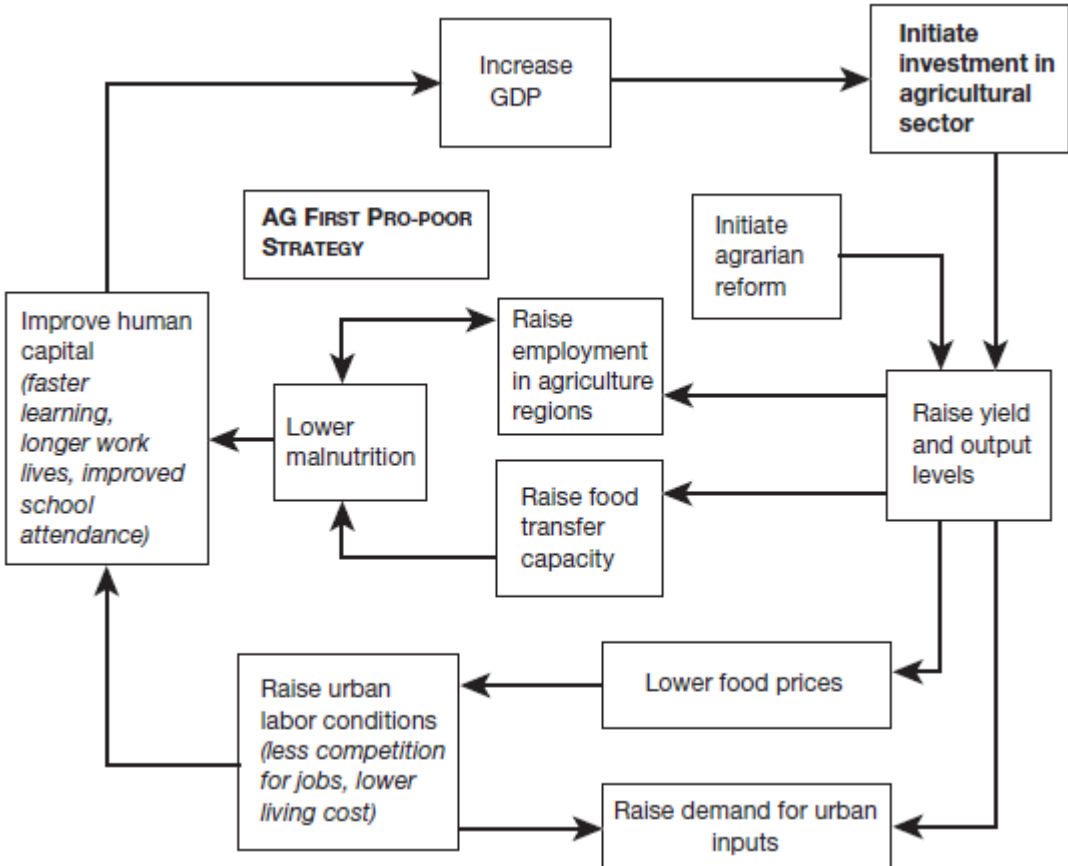 Increase
GDP
Initiate
investment in
agricultural
sector
AG FIRST PRO-POOR
STRATEGY
Initiate
agrarian
reform
Improve human
capital
(faster
learning,
longer work
lives, improved
school
attendance)
Raise
employment
in agriculture
regions
Lower
malnutrition
Raise yield
and output
levels
Raise food
transfer
capacity
Raise urban
labor conditions
(less competition
for jobs, lower
living cost)
Lower food prices
Raise demand for urban
inputs